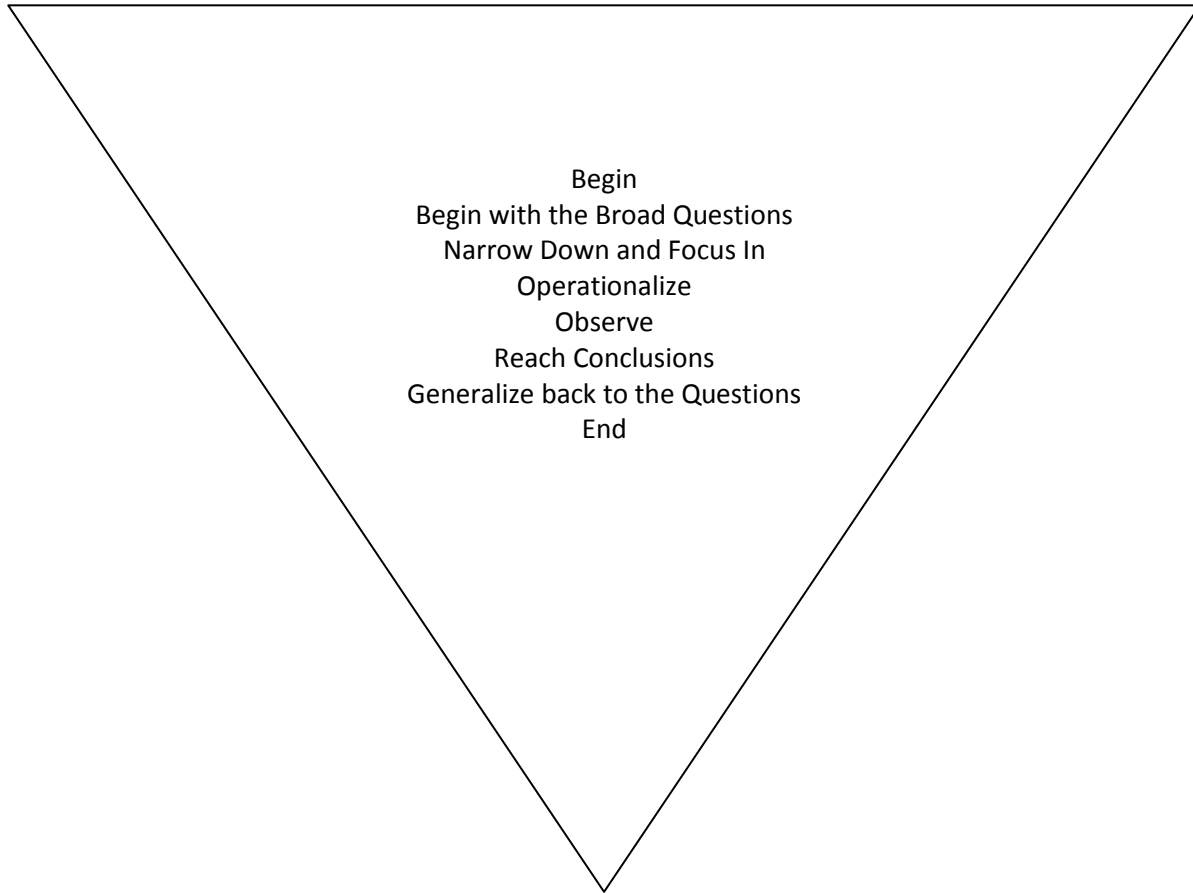 Begin
Begin with the Broad Questions
Narrow Down and Focus In
Operationalize
Observe
Reach Conclusions
Generalize back to the Questions
End